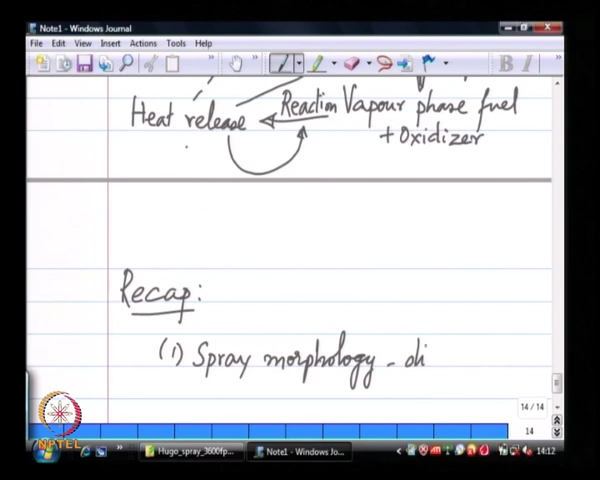 Note1 - Windows Journal
File Edit View Insert Actions Tools Help
B I
Heat release Reaction Vapour phase fuel
+ Oxidizer
Recap:
(1) Spray morphology - di
14 / 14
14
NPTEL
Hugo_spray_3600fp...
Note1 - Windows Jo...
14:12